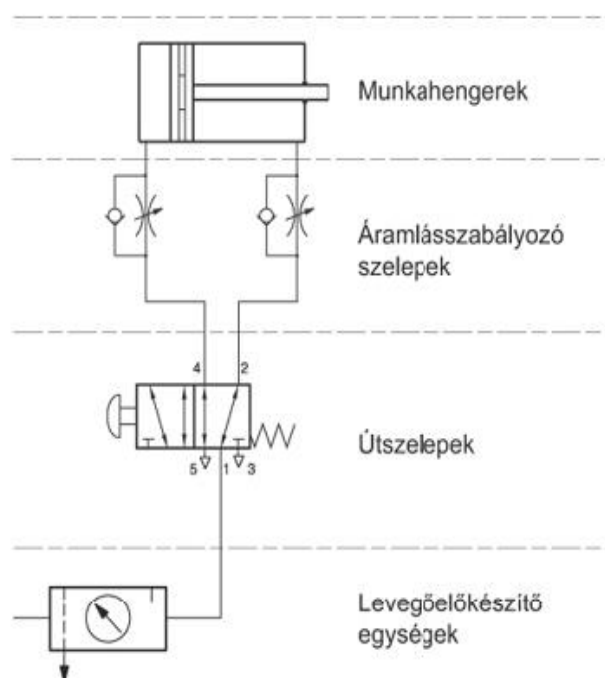 Munkahengerek
Áramlásszabályozó
szelepek
4 2
Útszelepek
5 1 3
Levegőelőkészítő
egységek